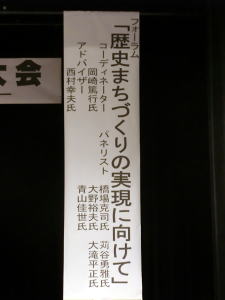 大会
フォーラム
「歴史まちづくりの実現に向けて」
コーディネーター
岡崎篤行氏
アドバイザー
西村幸夫氏
パネリスト
橋場克司氏
大野裕夫氏
青山佳世氏
苅谷勇雅氏
大滝平正氏